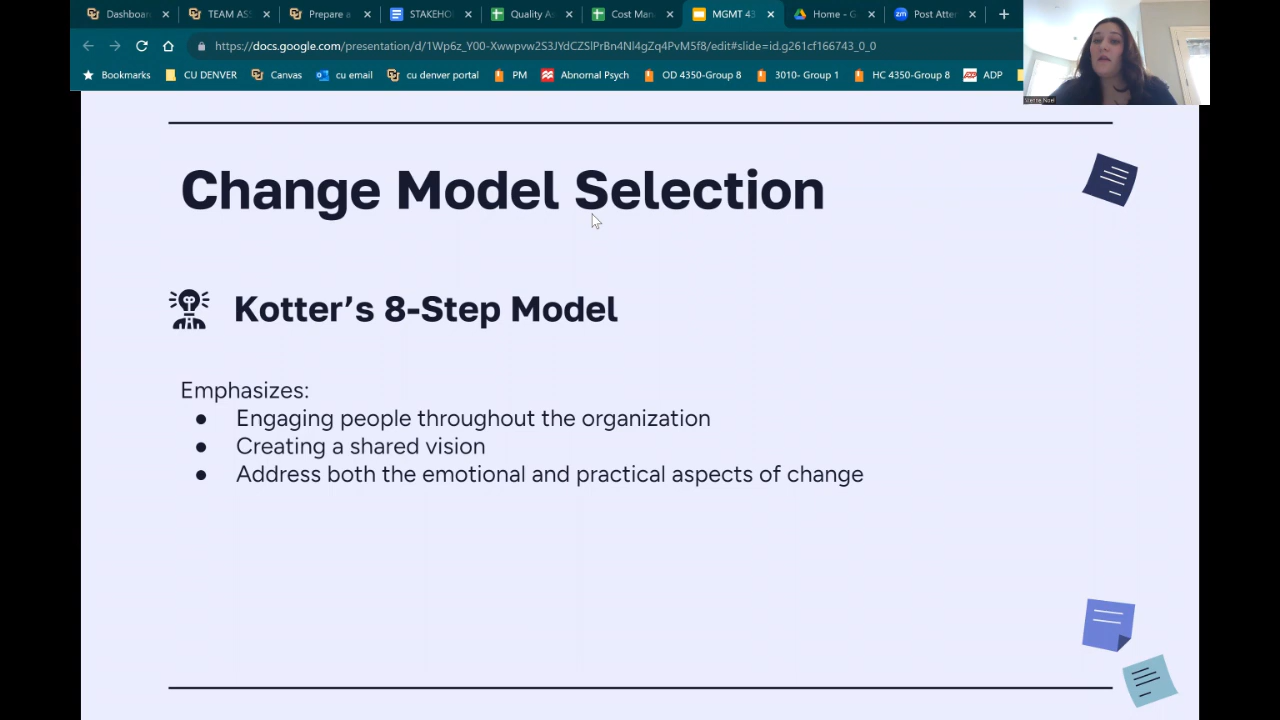 Dashboar TEAM AS Prepare a STAKEHO Quality A Cost Man MGMT 43 Home - G Post Atter
https://docs.google.com/presentation/d/1Wp6z_Y00-Xwwpvw2S3JYdCZSlPrBn4Nl4gZq4PvM5f8/edit#slide=id.g261cf166743_0_0
Bookmarks CU DENVER Canvas cu email cu denver portal PM Abnormal Psych OD 4350-Group 8 3010- Group 1 HC 4350-Group 8 ADP
Change Model Selection
Kotter's 8-Step Model
Emphasizes:
● Engaging people throughout the organization
● Creating a shared vision
● Address both the emotional and practical aspects of change